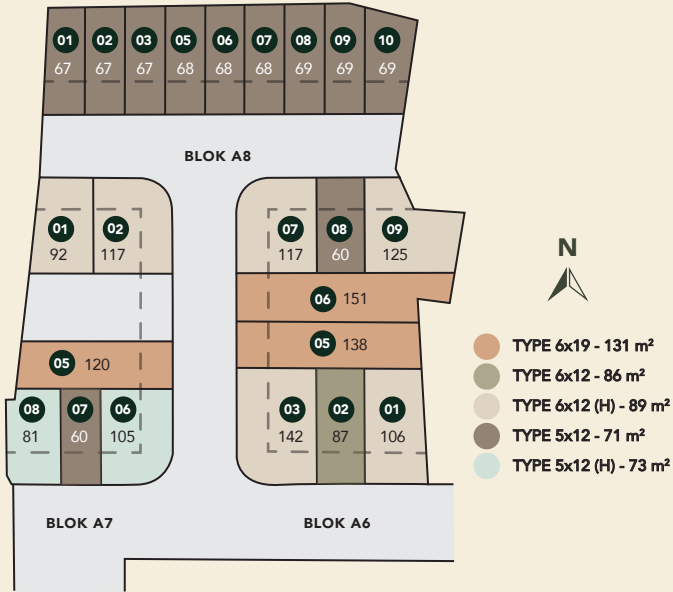 01 02 03 05 06 07 08 09 10
67 67 67 68 68 68 69 69 69
BLOK A8
01 02
92 117
07 08 09
117 60 125
06 151
05 138
05 120
08 07 06
81 60 105
03 02 01
142 87 106
BLOK A7
BLOK A6
N
TYPE 6x19 - 131 m²
TYPE 6x12 - 86 m²
TYPE 6x12 (H) - 89 m²
TYPE 5x12 - 71 m²
TYPE 5x12 (H) - 73 m²